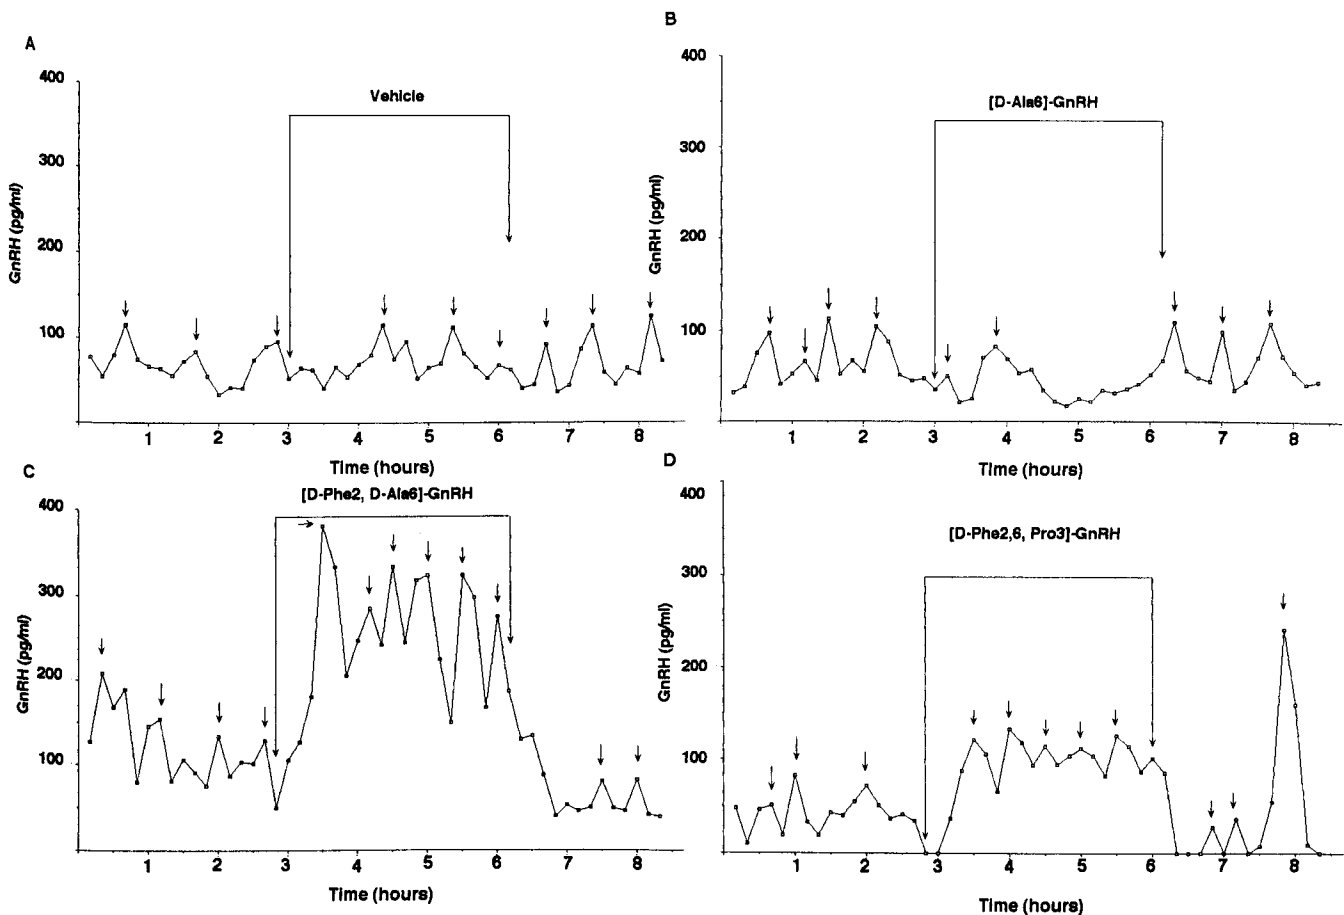 A
400
300
200
100
GnRH (pg/ml)
Vehicle
1 2 3 4 5 6 7 8
Time (hours)
B
400
300
200
100
GnRH (pg/ml)
[D-Ala6]-GnRH
1 2 3 4 5 6 7 8
Time (hours)
C
400
300
200
100
GnRH (pg/ml)
[D-Phe2, D-Ala6]-GnRH
1 2 3 4 5 6 7 8
Time (hours)
D
400
300
200
100
GnRH (pg/ml)
[D-Phe2,6, Pro3]-GnRH
1 2 3 4 5 6 7 8
Time (hours)